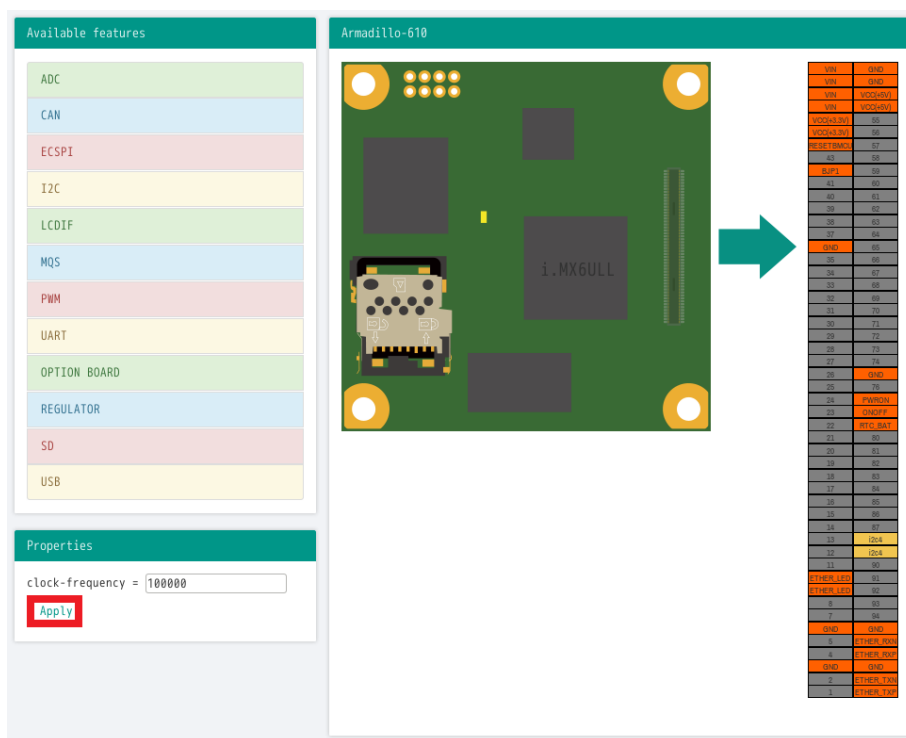 Available features
ADC
CAN
ECSPI
I2C
LCDIF
MQS
PWM
UART
OPTION BOARD
REGULATOR
SD
USB
Properties
clock-frequency = 100000
Apply
Armadillo-610
i.MX6ULL
VIN GND
VIN GND
VIN VCC(+5V)
VIN VCC(+5V)
VCC(+3.3V) 55
VCC(+3.3V) 56
RESETBMCU 57
43 58
BJP1 59
41 60
40 61
39 62
38 63
37 64
GND 65
35 66
34 67
33 68
32 69
31 70
30 71
29 72
28 73
27 74
26 GND
25 76
24 PWRON
23 ONOFF
22 RTC_BAT
21 80
20 81
19 82
18 83
17 84
16 85
15 86
14 87
13 i2c4
12 i2c4
11 90
ETHER_LED 91
ETHER_LED 92
8 93
7 94
GND GND
5 ETHER_RXN
4 ETHER_RXP
GND GND
2 ETHER_TXN
1 ETHER_TXP